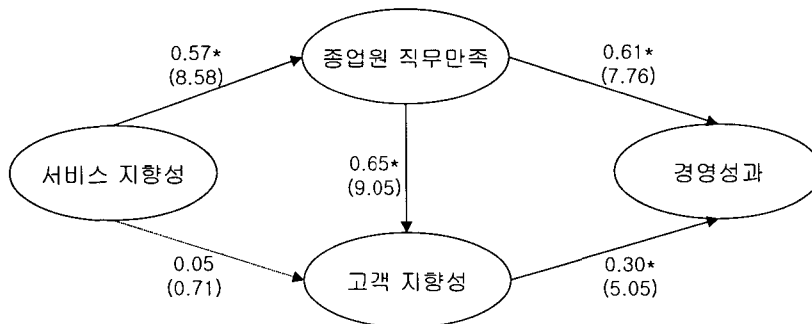 0.57*
(8.58)
종업원 직무만족
0.61*
(7.76)
서비스 지향성
0.65*
(9.05)
경영성과
0.05
(0.71)
고객 지향성
0.30*
(5.05)